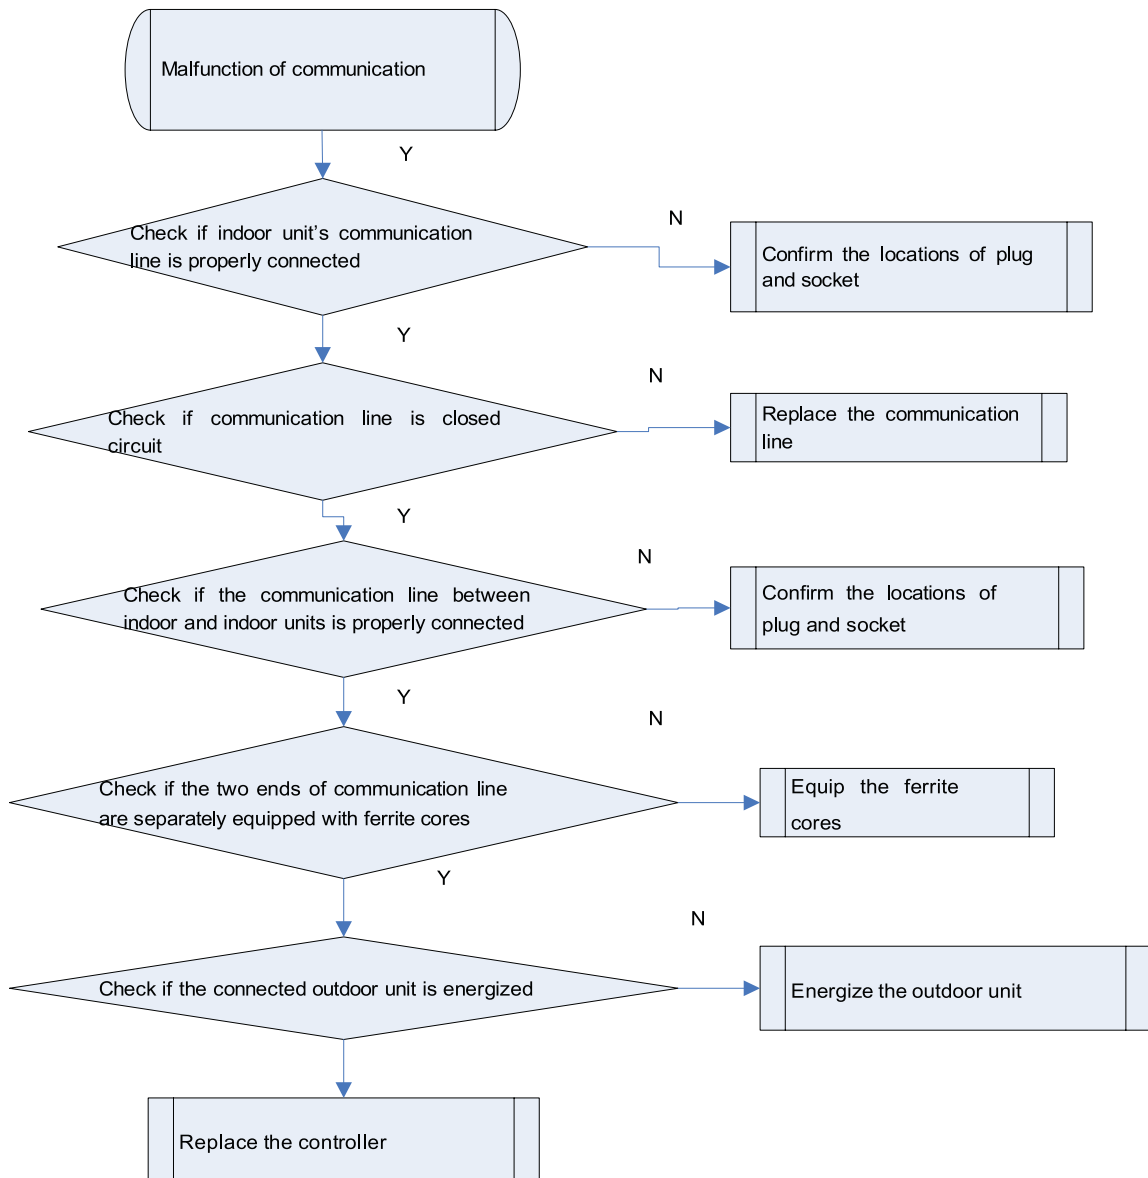 Malfunction of communication
Y
Check if indoor unit's communication
line is properly connected
N
Confirm the locations of plug
and socket
Y
Check if communication line is closed
circuit
N
Replace the communication
line
Y
Check if the communication line between
indoor and indoor units is properly connected
N
Confirm the locations of
plug and socket
Y
Check if the two ends of communication line
are separately equipped with ferrite cores
N
Equip the ferrite
cores
Y
Check if the connected outdoor unit is energized
N
Energize the outdoor unit
Replace the controller